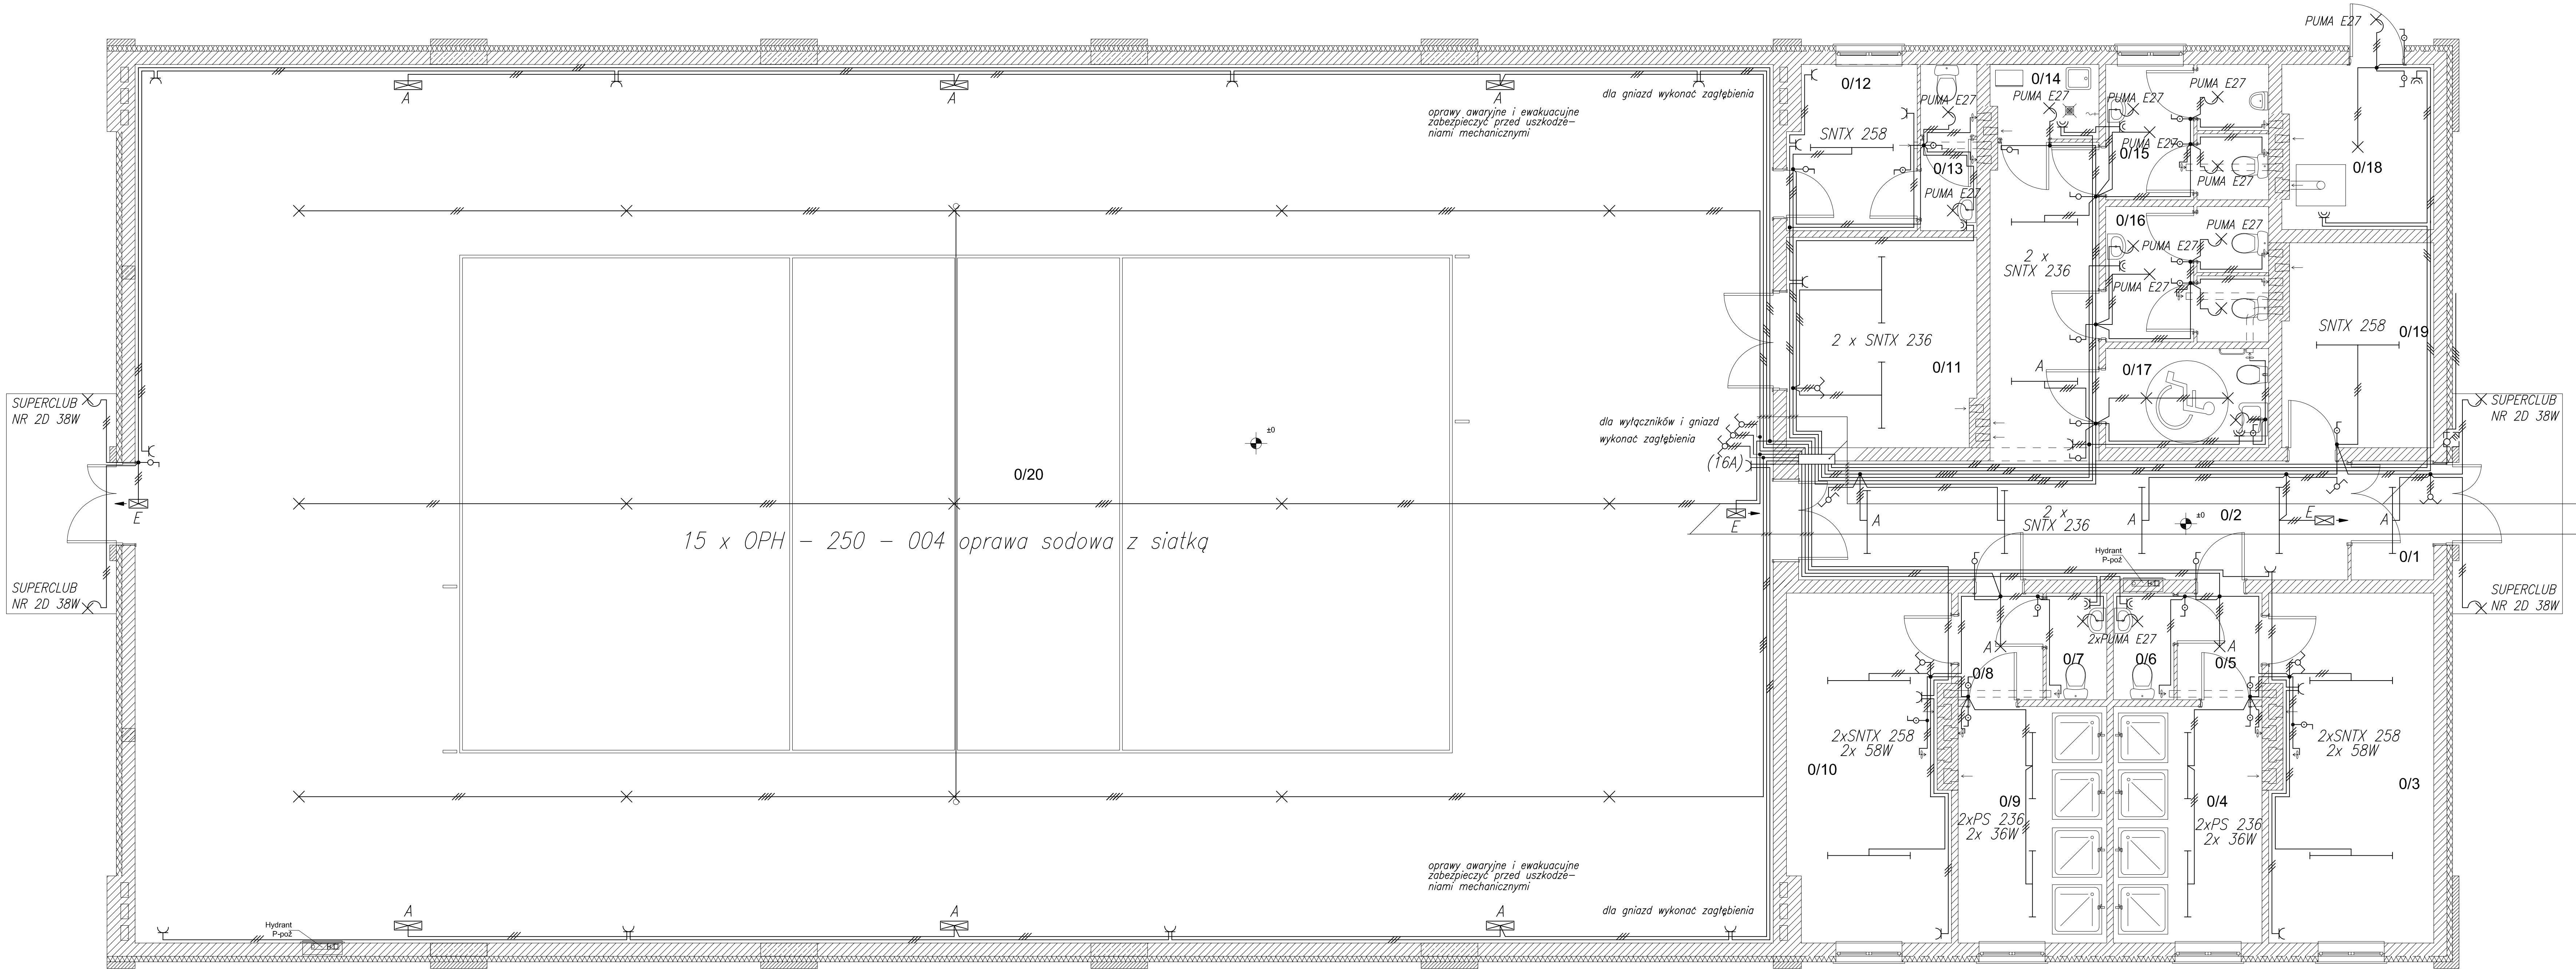 PUMA E27
A
A
A
dla gniazd wykonać zagłębienia
oprawy awaryjne i ewakuacyjne
zabezpieczyć przed uszkodze-
niami mechanicznymi
0/12
SNTX 258
PUMA E27
0/13
PUMA E27
0/14
PUMA E27
PUMA E27
PUMA E27
PUMA E27
0/15
PUMA E27
0/18
0/16
PUMA E27
PUMA E27
PUMA E27
2 x
SNTX 236
SNTX 258
0/19
2 x SNTX 236
0/11
A
0/17
SUPERCLUB
NR 2D 38W
SUPERCLUB
NR 2D 38W
dla wyłączników i gniazd
wykonać zagłębienia
(16A)
±0
0/20
E
E
15 x OPH - 250 - 004 oprawa sodowa z siatką
A
2 x
SNTX 236
A
±0
0/2
E
A
0/1
Hydrant
P-poż
SUPERCLUB
NR 2D 38W
SUPERCLUB
NR 2D 38W
2xPUMA E27
A
0/8
0/7
0/6
0/5
A
2xSNTX 258
2x 58W
0/10
2xSNTX 258
2x 58W
0/3
0/9
2xPS 236
2x 36W
0/4
2xPS 236
2x 36W
oprawy awaryjne i ewakuacyjne
zabezpieczyć przed uszkodze-
niami mechanicznymi
dla gniazd wykonać zagłębienia
Hydrant
P-poż
A
A
A